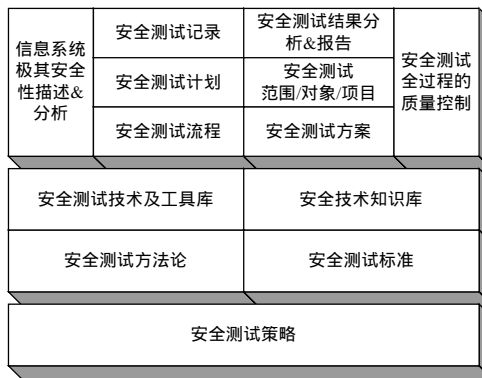 信息系统
极其安全
性描述&
分析
安全测试记录
安全测试结果分
析&报告
安全测试计划
安全测试
范围/对象/项目
安全测试流程
安全测试方案
安全测试
全过程的
质量控制
安全测试技术及工具库
安全技术知识库
安全测试方法论
安全测试标准
安全测试策略